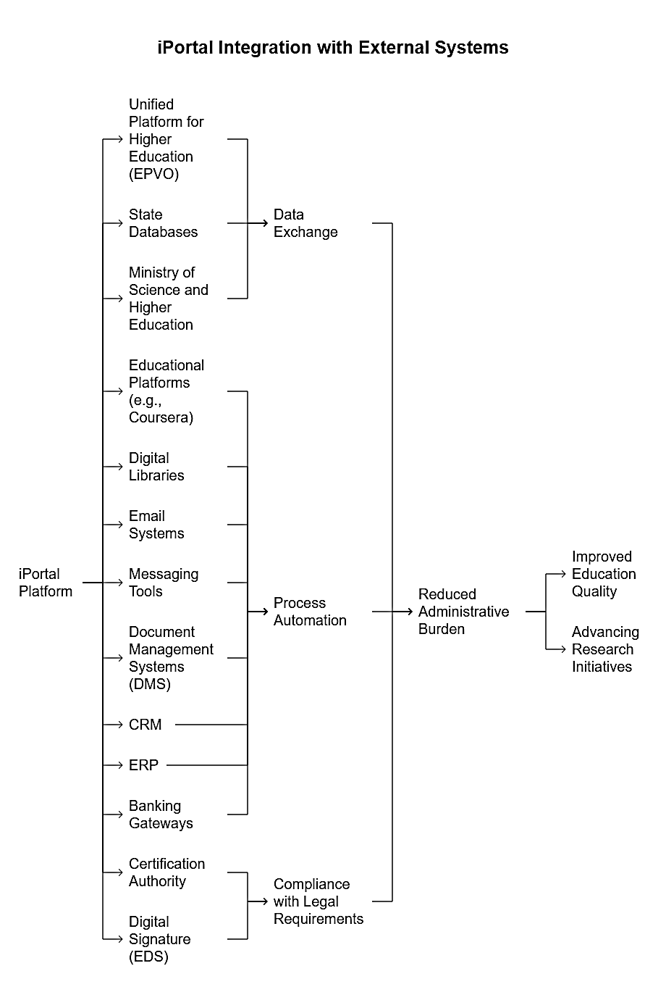 iPortal Integration with External Systems
Unified
Platform for
Higher
Education
(EPVO)
State
Databases
Data
Exchange
Ministry of
Science and
Higher
Education
Educational
Platforms
(e.g.,
Coursera)
Digital
Libraries
Email
Systems
iPortal
Platform
Messaging
Tools
Process
Automation
Reduced
Administrative
Burden
Improved
Education
Quality
Advancing
Research
Initiatives
Document
Management
Systems
(DMS)
CRM
ERP
Banking
Gateways
Certification
Authority
Compliance
with Legal
Requirements
Digital
Signature
(EDS)